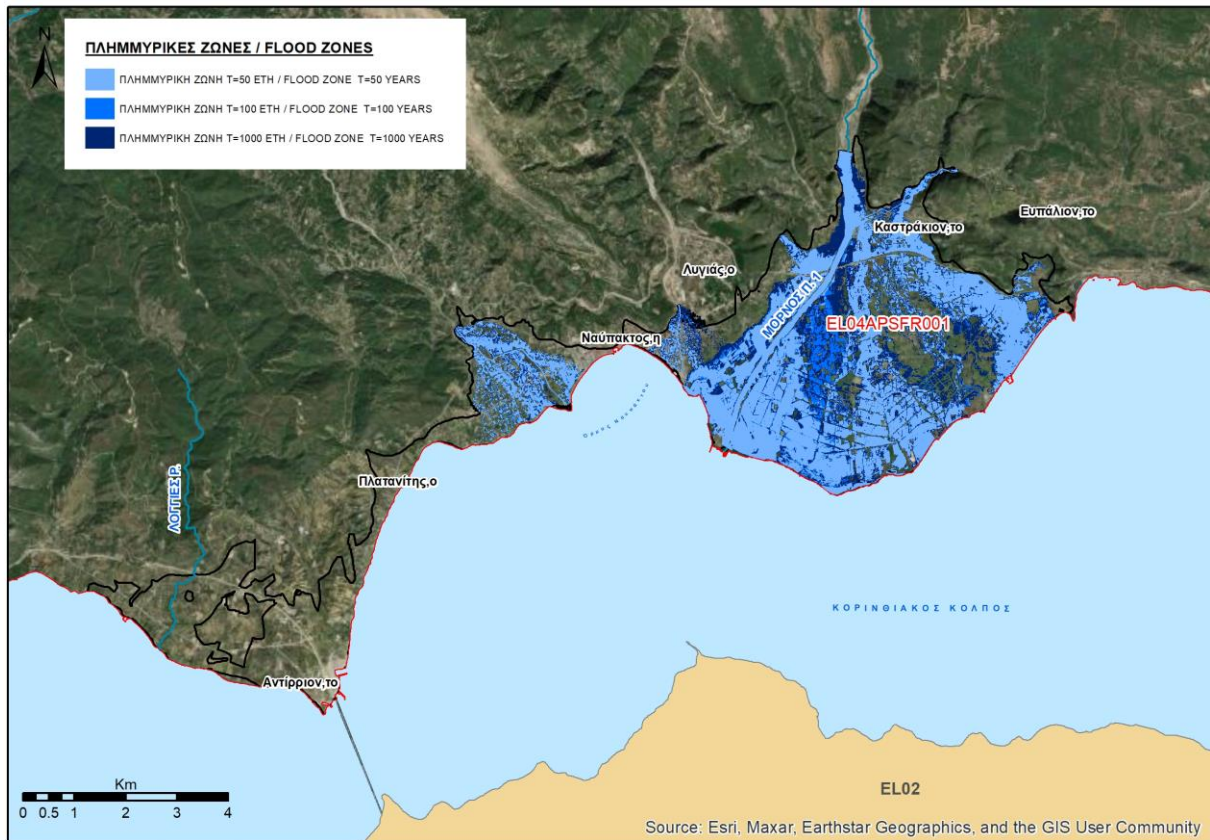 N
ΠΛΗΜΜΥΡΙΚΕΣ ΖΩΝΕΣ / FLOOD ZONES
ΠΛΗΜΜΥΡΙΚΗ ΖΩΝΗ T=50 ΕΤΗ / FLOOD ZONE T=50 YEARS
ΠΛΗΜΜΥΡΙΚΗ ΖΩΝΗ T=100 ΕΤΗ / FLOOD ZONE T=100 YEARS
ΠΛΗΜΜΥΡΙΚΗ ΖΩΝΗ T=1000 ΕΤΗ / FLOOD ZONE T=1000 YEARS
Ευπάλιον,το
Καστράκιον,το
Λυγιάς,ο
ΜΟΡΝΟΣ Π. 1
EL04APSFR001
Ναύπακτος,η
Πλατανίτης,ο
ΛΟΓΓΙΕΣ Ρ.
ΚΟΡΙΝΘΙΑΚΟΣ ΚΟΛΠΟΣ
Αντίρριον,το
Km
0 0.5 1 2 3 4
EL02
Source: Esri, Maxar, Earthstar Geographics, and the GIS User Community